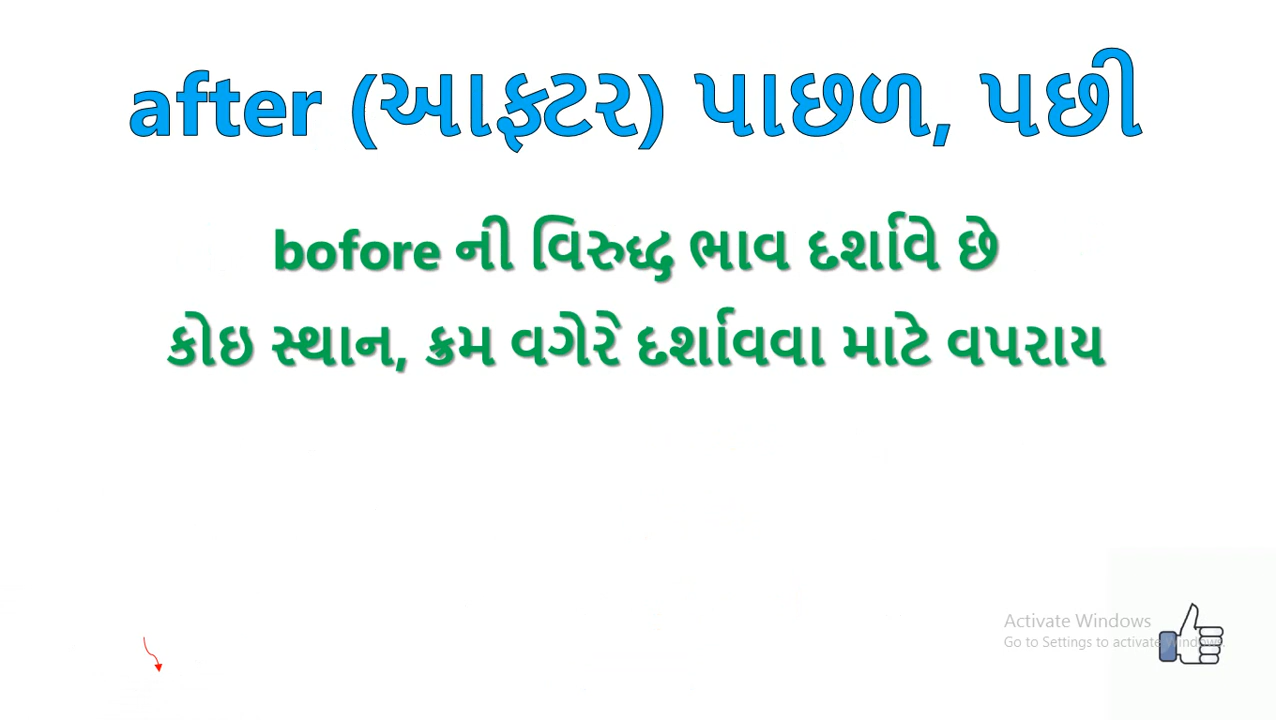 after (આફ્ટર) પાછળ, પછી
bofore ની વિરુદ્ધ ભાવ દર્શાવે છે
કોઇ સ્થાન, ક્રમ વગેરે દર્શાવવા માટે વપરાય
Activate Windows
Go to Settings to activate Windows.